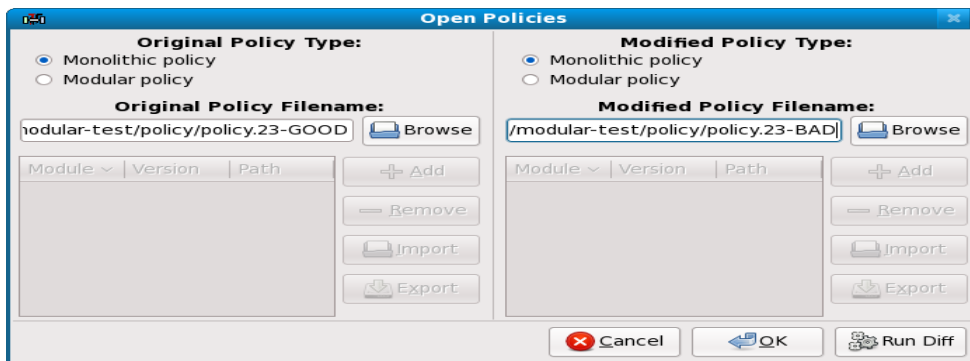 Open Policies
Original Policy Type:
Monolithic policy
Modular policy
Original Policy Filename:
nodular-test/policy/policy.23-GOOD Browse
Module Version Path
Add
Remove
Import
Export
Modified Policy Type:
Monolithic policy
Modular policy
Modified Policy Filename:
/modular-test/policy/policy.23-BAD Browse
Module Version Path
Add
Remove
Import
Export
Cancel OK Run Diff